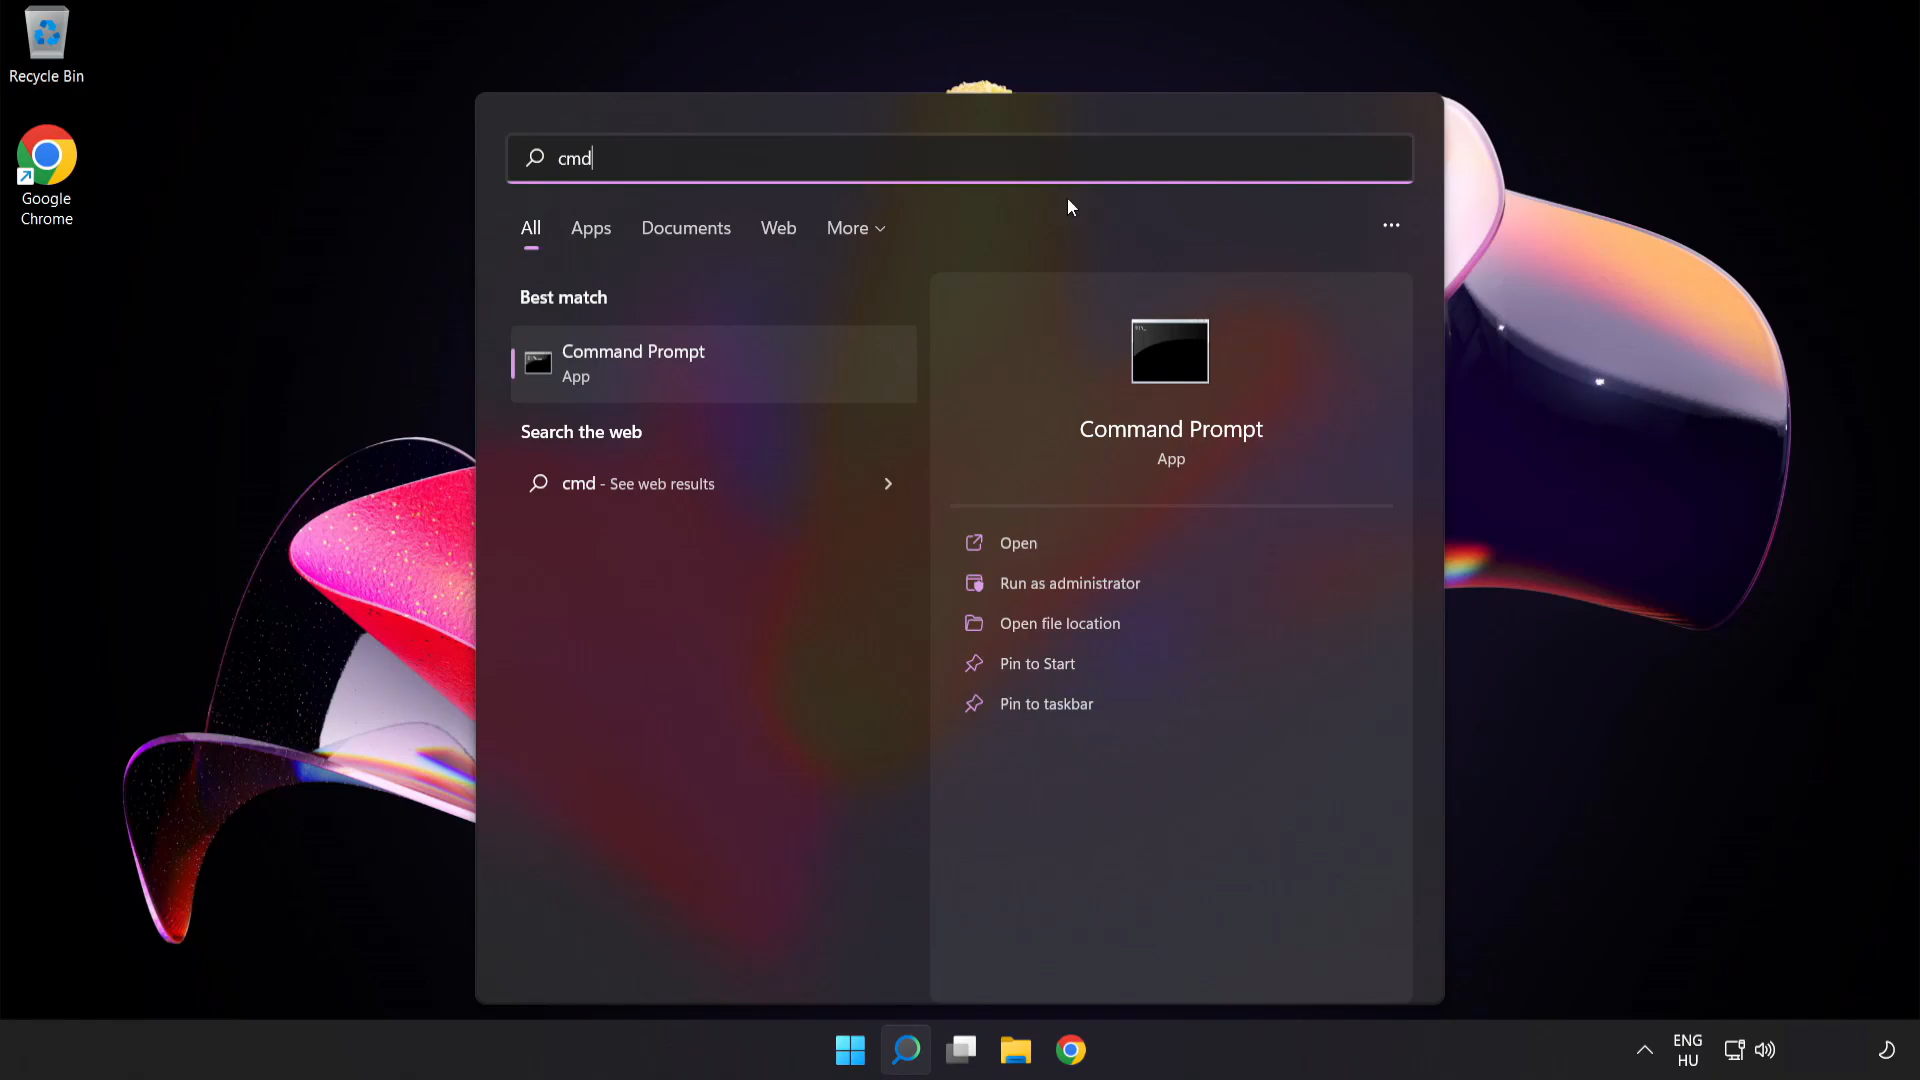 Recycle Bin
Google
Chrome
cmd
All
Apps
Documents
Web
More
Best match
Command Prompt
App
Search the web
cmd - See web results
Command Prompt
App
Open
Run as administrator
Open file location
Pin to Start
Pin to taskbar
ENG
HU